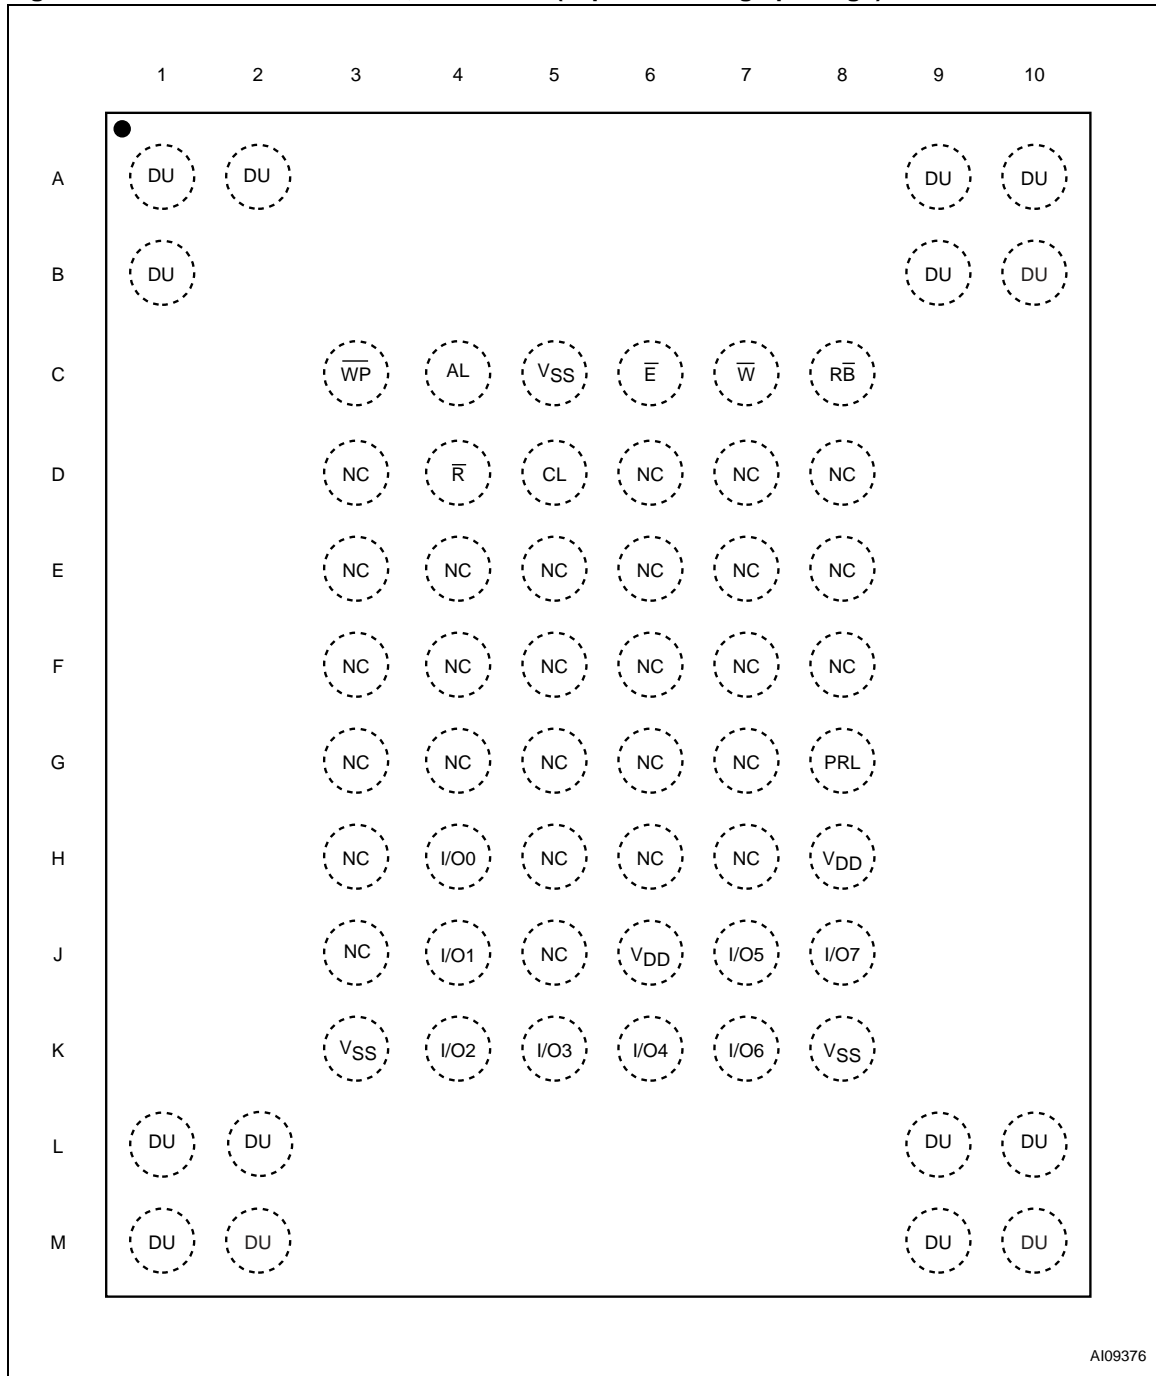 1 2 3 4 5 6 7 8 9 10
A DU DU DU DU
B DU DU DU
C W̅P̅ AL VSS E̅ W̅ RB̅
D NC R̅ CL NC NC NC
E NC NC NC NC NC NC
F NC NC NC NC NC NC
G NC NC NC NC NC PRL
H NC I/O0 NC NC NC VDD
J NC I/O1 NC VDD I/O5 I/O7
K VSS I/O2 I/O3 I/O4 I/O6 VSS
L DU DU DU DU
M DU DU DU DU
AI09376